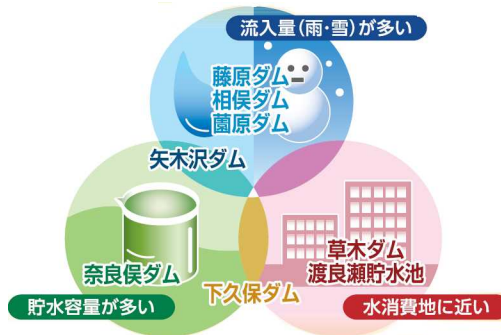 流入量(雨・雪)が多い
藤原ダム
相俣ダム
薗原ダム
矢木沢ダム
奈良俣ダム
下久保ダム
草木ダム
渡良瀬貯水池
貯水容量が多い
水消費地に近い